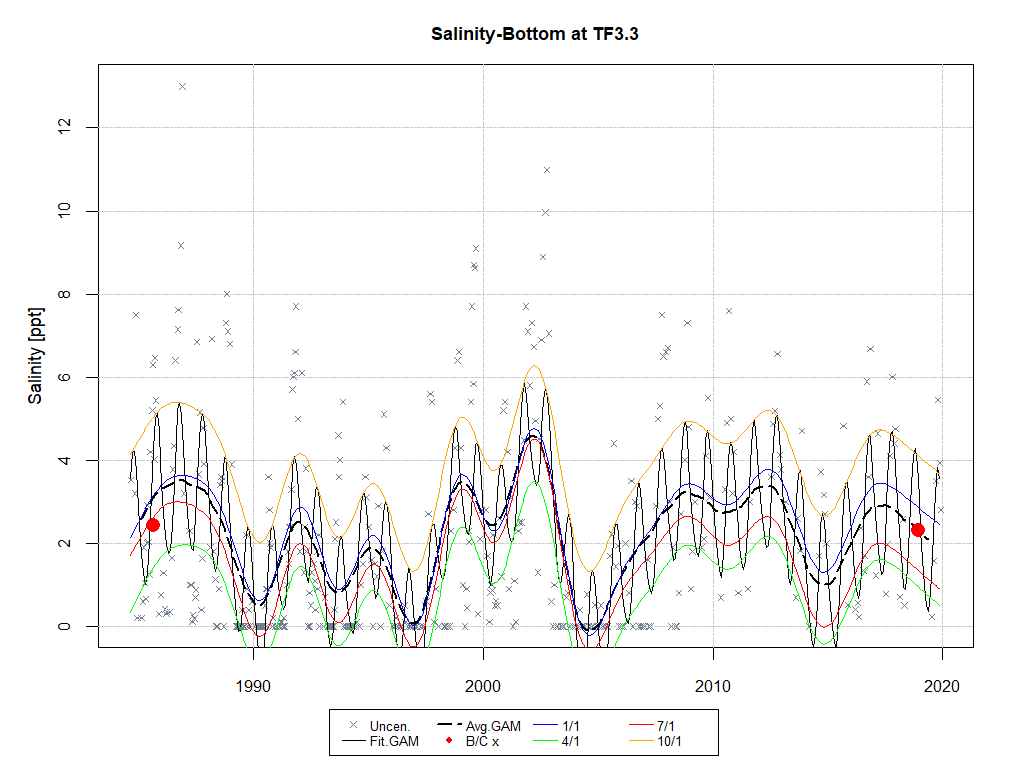 Salinity-Bottom at TF3.3
Salinity [ppt]
12
10
8
6
4
2
0
1990 2000 2010 2020
Uncen. Avg.GAM 1/1 7/1
Fit.GAM B/C x 4/1 10/1